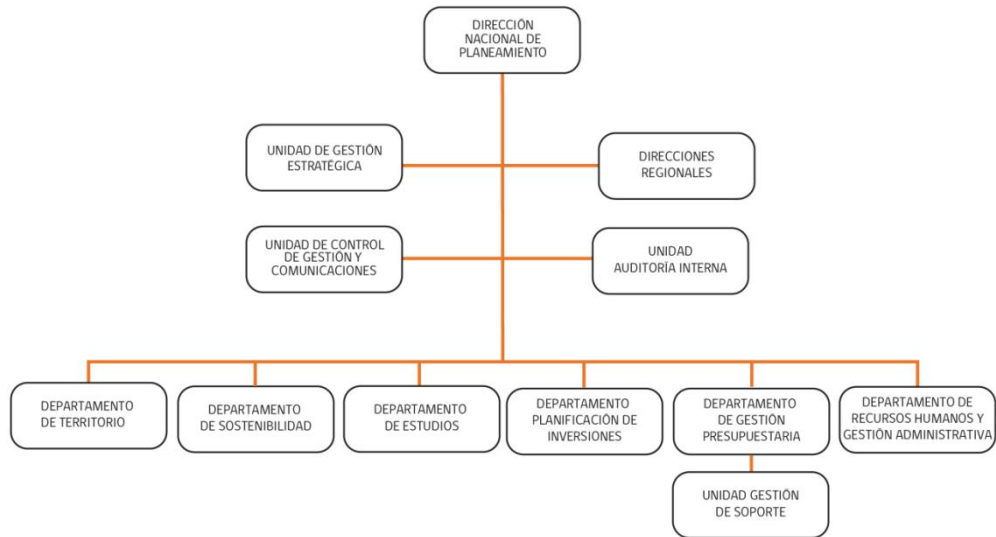 DIRECCIÓN
NACIONAL DE
PLANEAMIENTO
UNIDAD DE GESTIÓN
ESTRATÉGICA
DIRECCIONES
REGIONALES
UNIDAD DE CONTROL
DE GESTIÓN Y
COMUNICACIONES
UNIDAD
AUDITORÍA INTERNA
DEPARTAMENTO
DE TERRITORIO
DEPARTAMENTO
DE SOSTENIBILIDAD
DEPARTAMENTO
DE ESTUDIOS
DEPARTAMENTO
PLANIFICACIÓN DE
INVERSIONES
DEPARTAMENTO
DE GESTIÓN
PRESUPUESTARIA
DEPARTAMENTO DE
RECURSOS HUMANOS Y
GESTIÓN ADMINISTRATIVA
UNIDAD GESTIÓN
DE SOPORTE